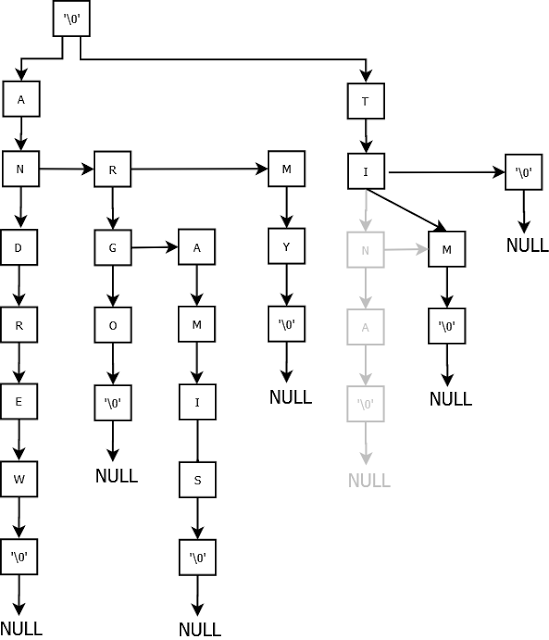 '\0'
A T
N R M I '\0'
D G A Y N M NULL
R O M '\0' A '\0'
E '\0' I NULL '\0' NULL
W NULL S NULL
'\0' '\0'
NULL NULL